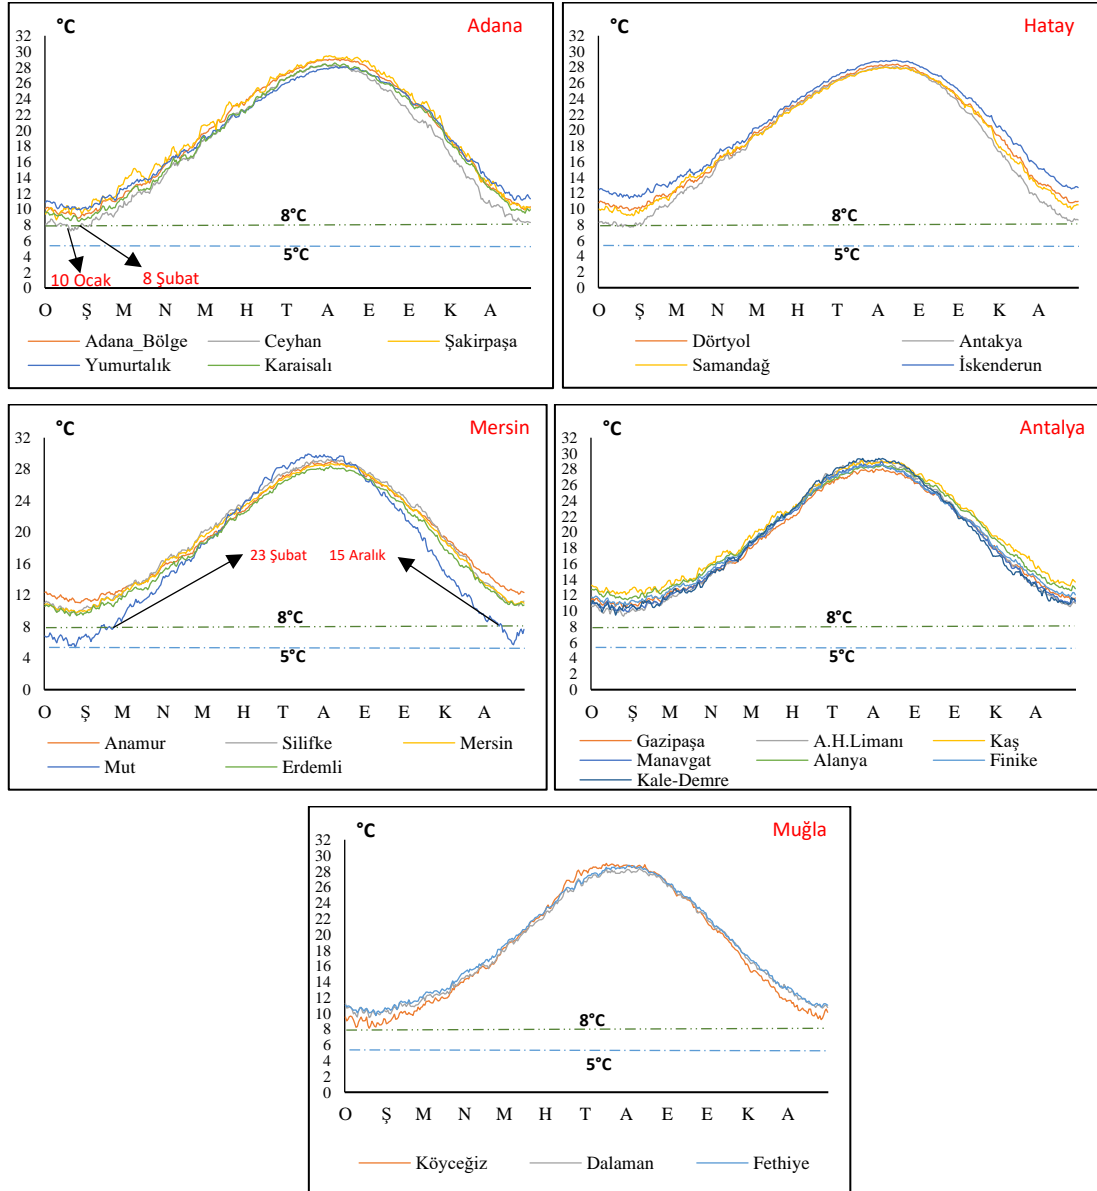 °C Adana
32
30
28
26
24
22
20
18
16
14
12
10
8
6
4
2
0
8°C
5°C
10 Ocak 8 Şubat
O Ş M N M H T A E E K A
Adana_Bölge Ceyhan Şakirpaşa
Yumurtalık Karaisalı
°C Hatay
32
30
28
26
24
22
20
18
16
14
12
10
8
6
4
2
0
8°C
5°C
O Ş M N M H T A E E K A
Dörtyol Antakya
Samandağ İskenderun
°C Mersin
32
28
24
20
16
12
8
4
0
23 Şubat 15 Aralık
8°C
5°C
O Ş M N M H T A E E K A
Anamur Silifke Mersin
Mut Erdemli
°C Antalya
32
30
28
26
24
22
20
18
16
14
12
10
8
6
4
2
0
8°C
5°C
O Ş M N M H T A E E K A
Gazipaşa A.H.Limanı Kaş
Manavgat Alanya Finike
Kale-Demre
°C Muğla
32
30
28
26
24
22
20
18
16
14
12
10
8
6
4
2
0
8°C
5°C
O Ş M N M H T A E E K A
Köyceğiz Dalaman Fethiye